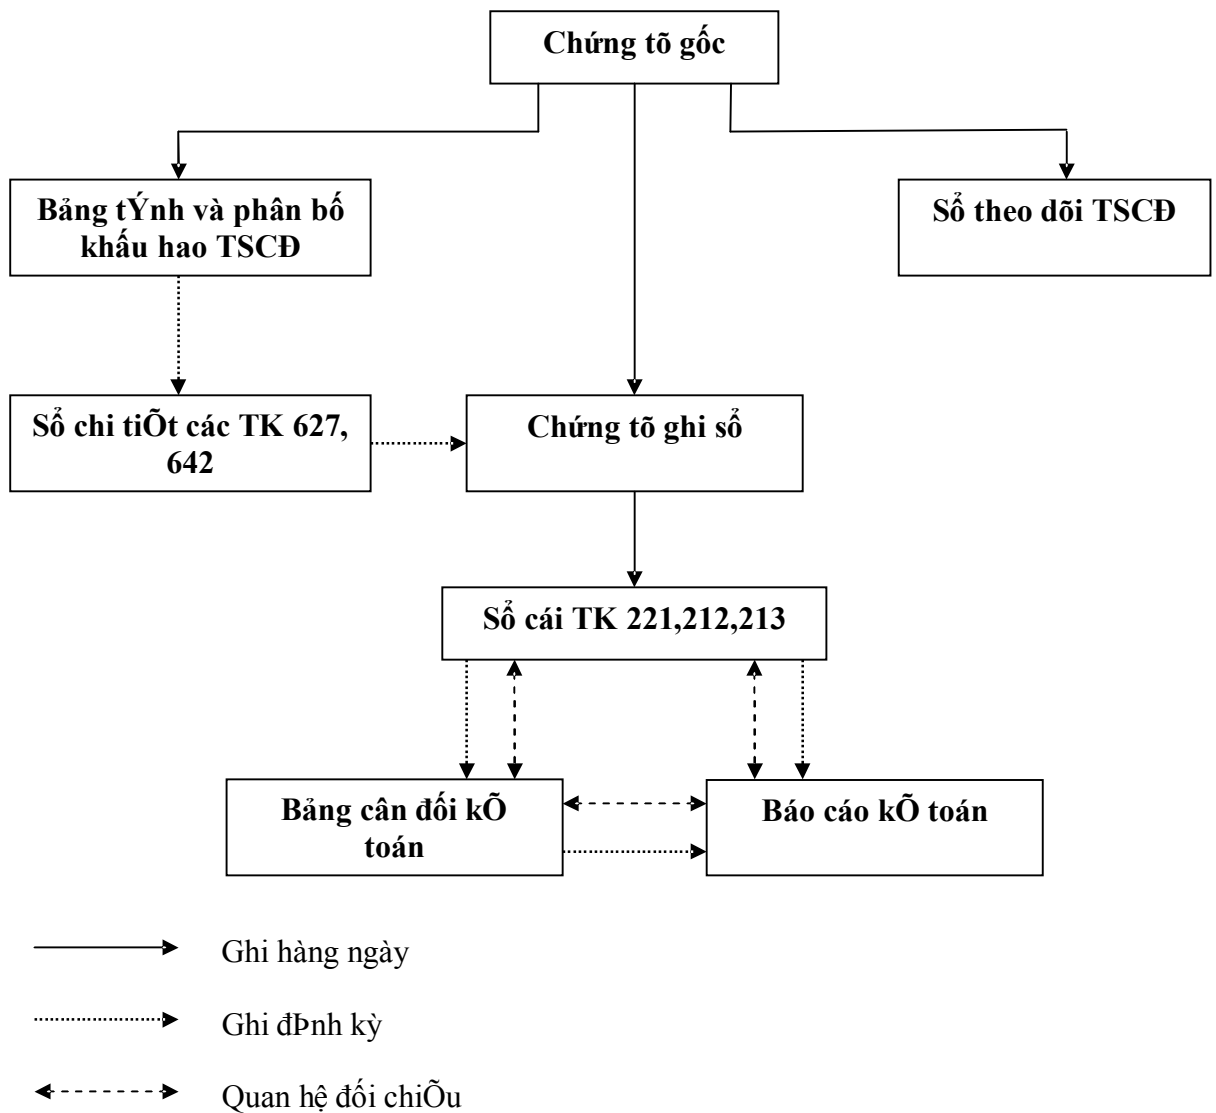 Chứng tõ gốc
Bảng tÝnh và phân bố
khấu hao TSCĐ
Sổ theo dõi TSCĐ
Sổ chi tiÕt các TK 627,
642
Chứng tõ ghi sổ
Sổ cái TK 221,212,213
Bảng cân đối kÕ
toán
Báo cáo kÕ toán
Ghi hàng ngày
Ghi đÞnh kỳ
Quan hệ đối chiÕu